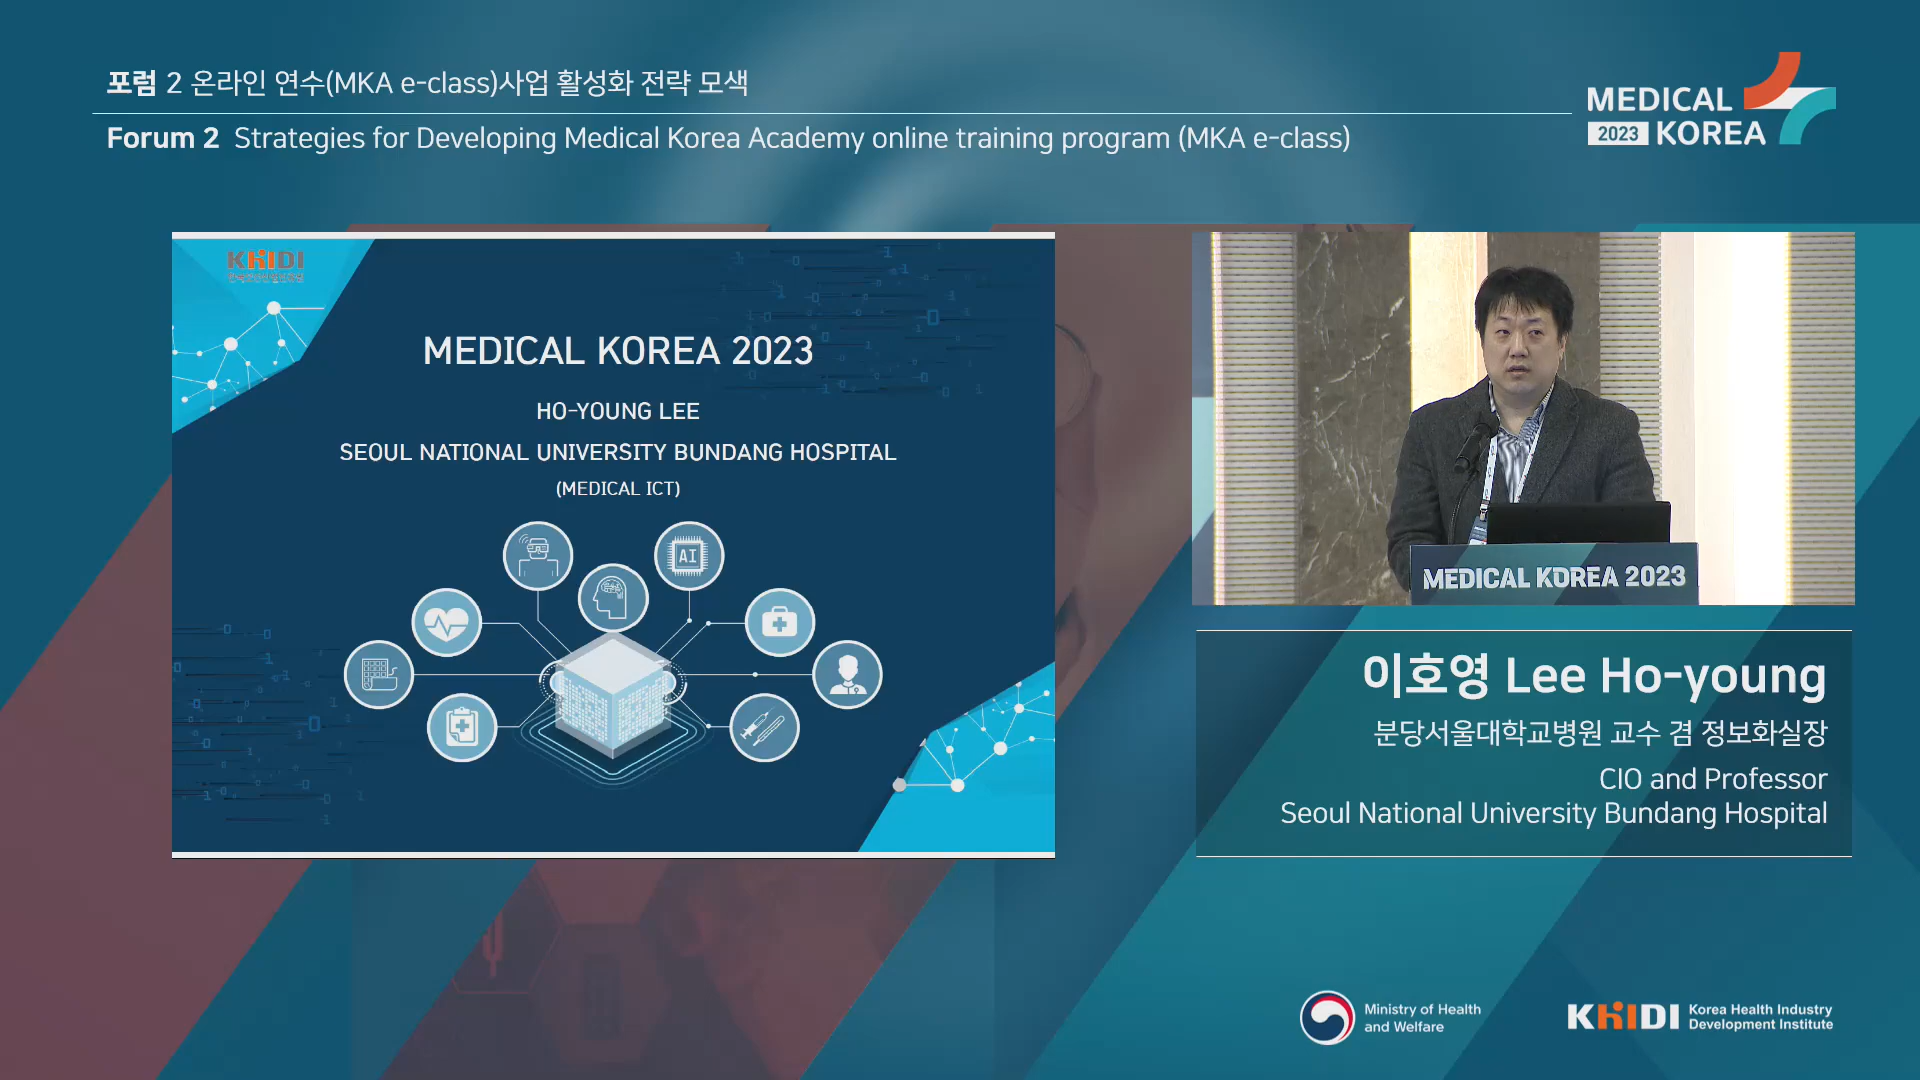 포럼 2 온라인 연수(MKA e-class)사업 활성화 전략 모색
Forum 2 Strategies for Developing Medical Korea Academy online training program (MKA e-class)
MEDICAL
2023 KOREA
KHIDI
MEDICAL KOREA 2023
HO-YOUNG LEE
SEOUL NATIONAL UNIVERSITY BUNDANG HOSPITAL
(MEDICAL ICT)
AI
MEDICAL KOREA 2023
이호영 Lee Ho-young
분당서울대학교병원 교수 겸 정보화실장
CIO and Professor
Seoul National University Bundang Hospital
Ministry of Health
and Welfare
KHIDI
Korea Health Industry
Development Institute